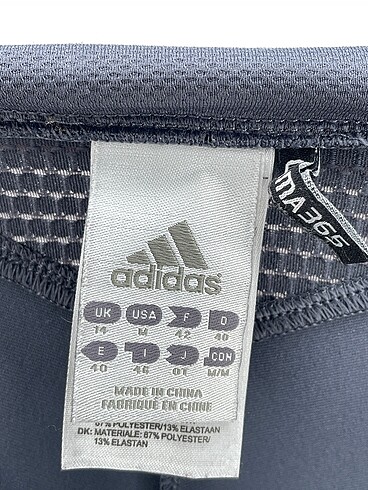 adidas
UK USA F D
14 M 42 40
E I J CDN
40 46 OT M/M
MADE IN CHINA
FABRIQUÉ EN CHINE
87% POLYESTER/13% ELASTAAN
DK: MATERIALE: 87% POLYESTER/
13% ELASTAN
MA365